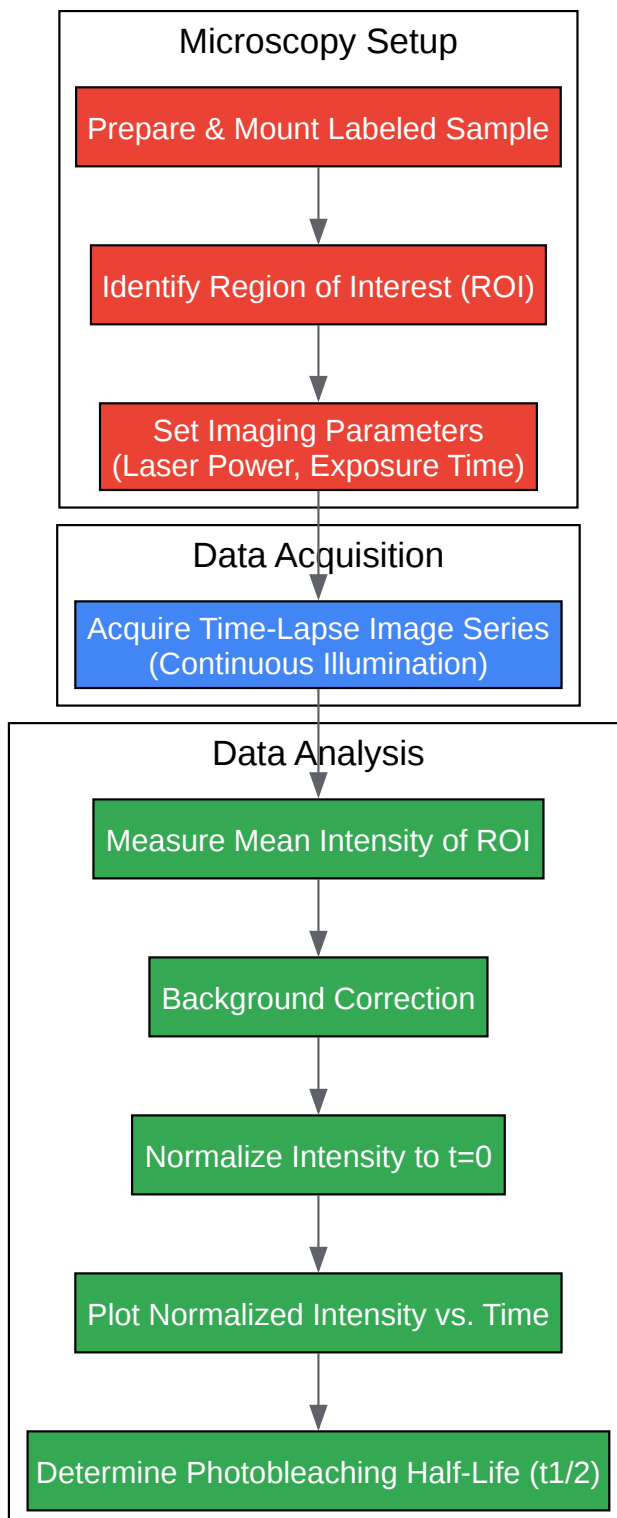 Microscopy Setup
Prepare & Mount Labeled Sample
Identify Region of Interest (ROI)
Set Imaging Parameters
(Laser Power, Exposure Time)
Data Acquisition
Acquire Time-Lapse Image Series
(Continuous Illumination)
Data Analysis
Measure Mean Intensity of ROI
Background Correction
Normalize Intensity to t=0
Plot Normalized Intensity vs. Time
Determine Photobleaching Half-Life (t1/2)